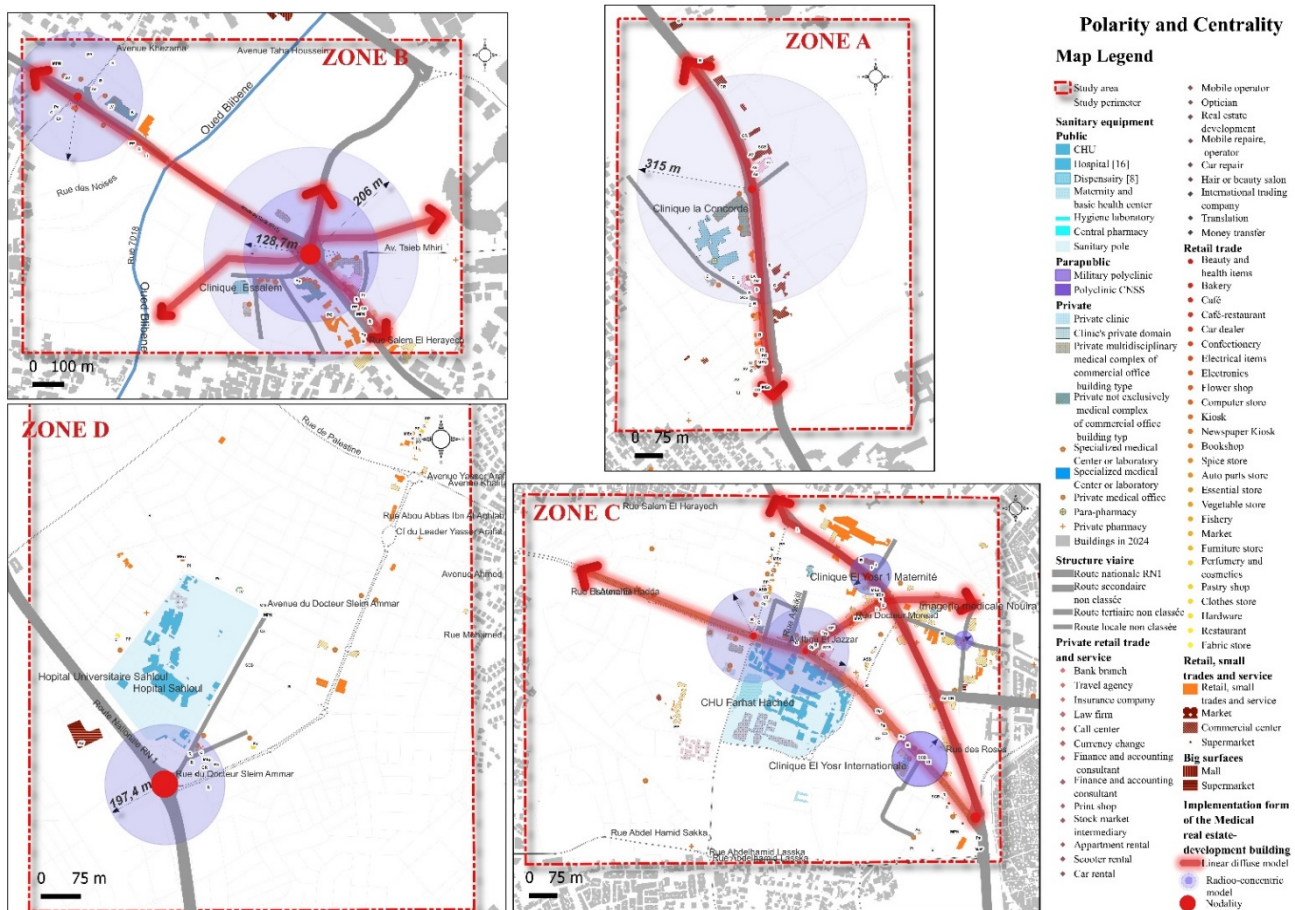 Avenue Khezama
Avenue Taha Houssein
ZONE B
Oued Blibene
Rue des Noises
206 m
Rue 7018
128,7m
Av. Taieb Mhiri
Oued Blibene
Clinique Essalem
Rue Salem El Herayech
0 100 m
ZONE A
315 m
Clinique la Concorde
0 75 m
ZONE D
Rue de Palestine
Avenue Yasser Araf
Avenue Khalif
Rue Abou Abbas Ibn Al Aghlab
Cl du Leader Yasser Arafat
Avenue Ahmed
Avenue du Docteur Sleim Ammar
Rue Mohamed
Hopital Universitaire Sahloul
Hopital Sahloul
Route Nationale RN1
Rue du Docteur Sleim Ammar
197,4 m
0 75 m
Rue Salem El Herayech
ZONE C
Clinique El Yosr 1 Maternité
Imagerie medicale Nouira
CHU Farhat Hached
Rue des Roses
Clinique El Yosr Internationale
Rue Abdel Hamid Sakka
Rue Abdelhamid Lasska
Rue Abdelhamid Lasska
0 75 m
Polarity and Centrality
Map Legend
Study area
Study perimeter
Sanitary equipment
Public
CHU
Hospital [16]
Dispensairy [8]
Maternity and
basic health center
Hygiene laboratory
Central pharmacy
Sanitary pole
Parapublic
Military polyclinic
Polyclinic CNSS
Private
Private clinic
Clinic's private domain
Private multidisciplinary
medical complex of
commercial office
building type
Private not exclusively
medical complex
of commercial office
building typ
Specialized medical
Center or laboratory
Specialized medical
Center or laboratory
Private medical office
Para-pharmacy
Private pharmacy
Buildings in 2024
Structure viaire
Route nationale RN1
Route secondaire
non classée
Route tertiaire non classée
Route locale non classée
Private retail trade
and service
Bank branch
Travel agency
Insurance company
Law firm
Call center
Currency change
Finance and accounting
consultant
Finance and accounting
consultant
Print shop
Stock market
intermediary
Appartment rental
Scooter rental
Car rental
Mobile operator
Optician
Real estate
development
Mobile repaire,
operator
Car repair
Hair or beauty salon
International trading
company
Translation
Money transfer
Retail trade
Beauty and
health items
Bakery
Café
Café-restaurant
Car dealer
Confectionery
Electrical items
Electronics
Flower shop
Computer store
Kiosk
Newspaper Kiosk
Bookshop
Spice store
Auto parts store
Essential store
Vegetable store
Fishery
Market
Furniture store
Perfumery and
cosmetics
Pastry shop
Clothes store
Hardware
Restaurant
Fabric store
Retail, small
trades and service
Retail, small
trades and service
Market
Commercial center
Supermarket
Big surfaces
Mall
Supermarket
Implementation form
of the Medical
real estate-
development building
Linear diffuse model
Radioo-concentric
model
Nodality